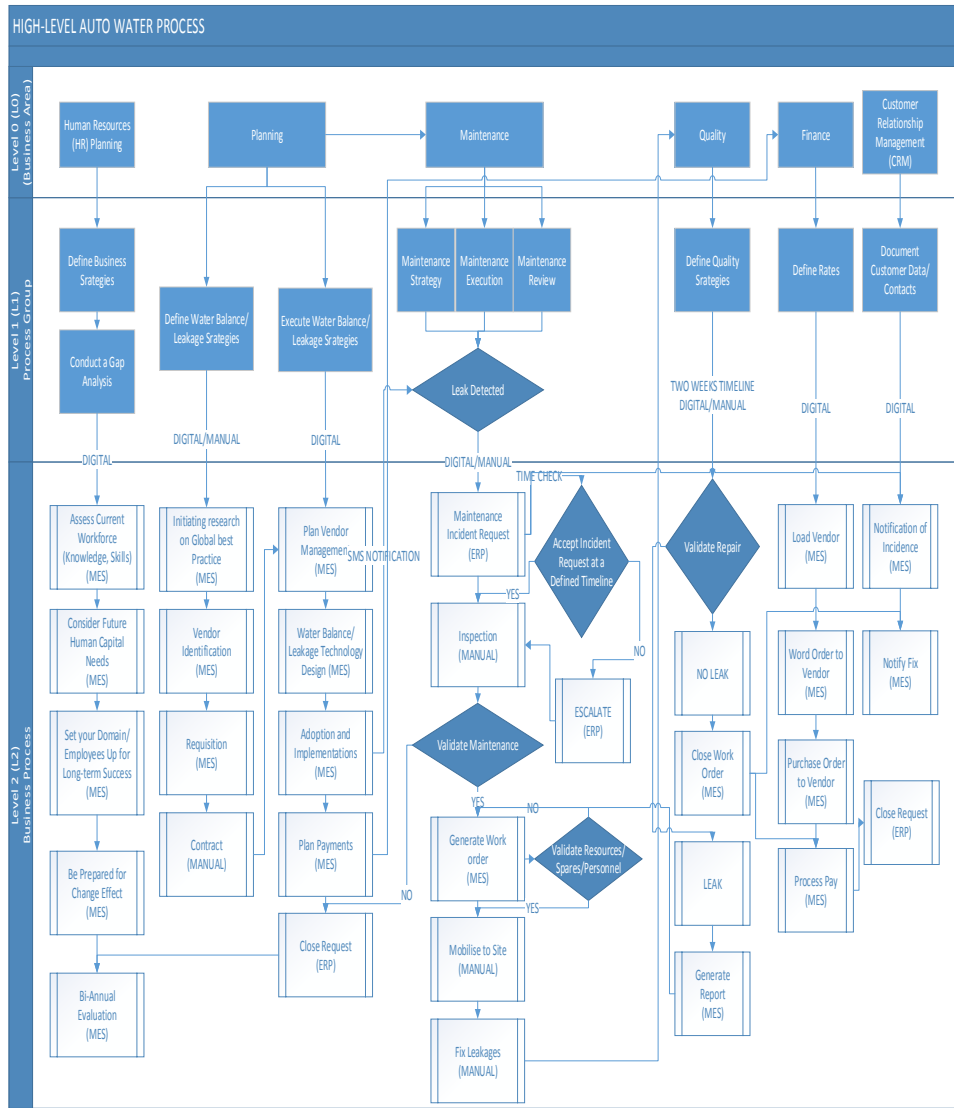 HIGH-LEVEL AUTO WATER PROCESS
Level 0 (L0)
(Business Area)
Human Resources
(HR) Planning
Planning
Maintenance
Quality
Finance
Customer
Relationship
Management
(CRM)
Level 1 (L1)
Process Group
Define Business
Srategies
Conduct a Gap
Analysis
Define Water Balance/
Leakage Srategies
Execute Water Balance/
Leakage Srategies
Maintenance
Strategy
Maintenance
Execution
Maintenance
Review
Define Quality
Srategies
Define Rates
Document
Customer Data/
Contacts
Leak Detected
TWO WEEKS TIMELINE
DIGITAL/MANUAL
DIGITAL
DIGITAL
DIGITAL/MANUAL
DIGITAL
DIGITAL
DIGITAL/MANUAL
Level 2 (L2)
Business Process
TIME CHECK
Assess Current
Workforce
(Knowledge, Skills)
(MES)
Consider Future
Human Capital
Needs
(MES)
Set your Domain/
Employees Up for
Long-term Success
(MES)
Be Prepared for
Change Effect
(MES)
Bi-Annual
Evaluation
(MES)
Initiating research
on Global best
Practice
(MES)
Vendor
Identification
(MES)
Requisition
(MES)
Contract
(MANUAL)
Plan Vendor
Management
(MES)
SMS NOTIFICATION
Water Balance/
Leakage Technology
Design (MES)
Adoption and
Implementations
(MES)
Plan Payments
(MES)
NO
Close Request
(ERP)
Maintenance
Incident Request
(ERP)
YES
Inspection
(MANUAL)
Validate Maintenance
YES
Generate Work
order
(MES)
YES
Mobilise to Site
(MANUAL)
Fix Leakages
(MANUAL)
Accept Incident
Request at a
Defined Timeline
NO
ESCALATE
(ERP)
NO
Validate Resources/
Spares/Personnel
Validate Repair
NO LEAK
Close Work
Order
(MES)
LEAK
Generate
Report
(MES)
Load Vendor
(MES)
Word Order to
Vendor
(MES)
Purchase Order
to Vendor
(MES)
Process Pay
(MES)
Notification of
Incidence
(MES)
Notify Fix
(MES)
Close Request
(ERP)